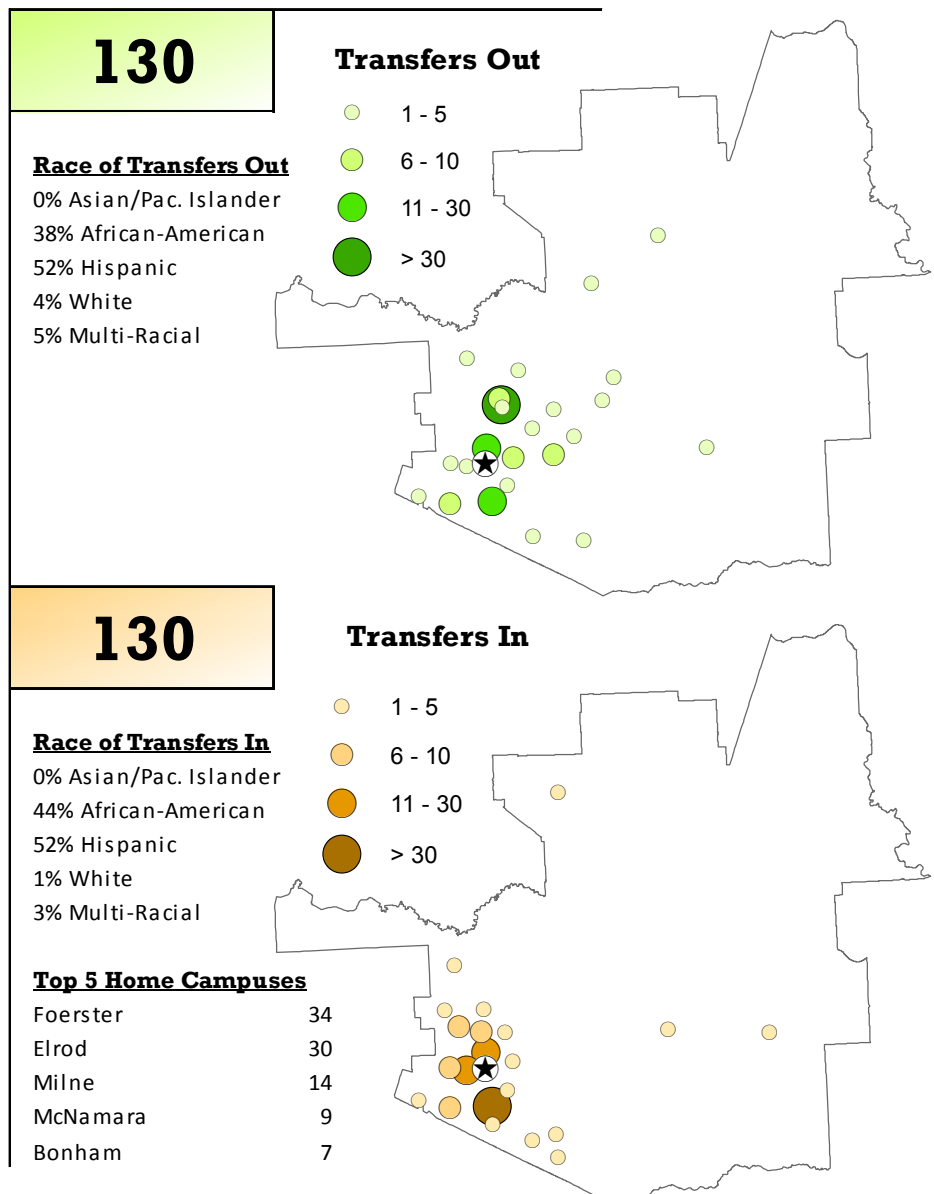 130
Transfers Out
1 - 5
6 - 10
11 - 30
> 30
Race of Transfers Out
0% Asian/Pac. Islander
38% African-American
52% Hispanic
4% White
5% Multi-Racial
130
Transfers In
1 - 5
6 - 10
11 - 30
> 30
Race of Transfers In
0% Asian/Pac. Islander
44% African-American
52% Hispanic
1% White
3% Multi-Racial
Top 5 Home Campuses
Foerster 34
Elrod 30
Milne 14
McNamara 9
Bonham 7